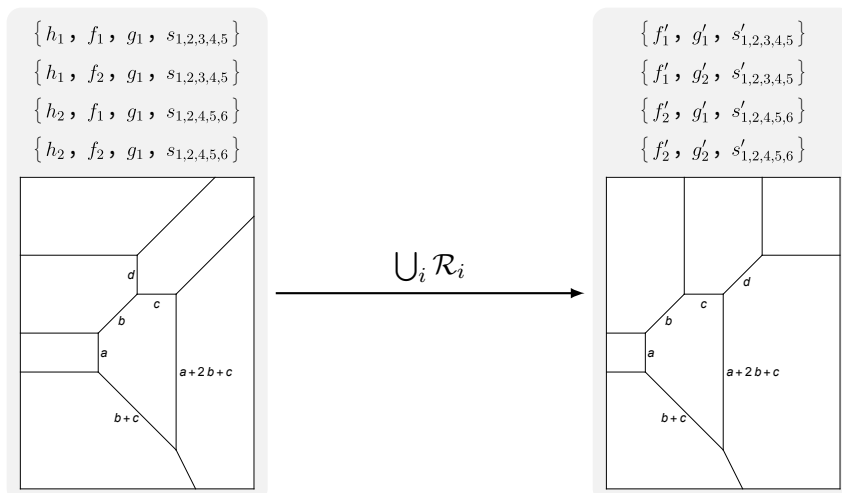 {h₁, f₁, g₁, s₁,₂,₃,₄,₅}
{h₁, f₂, g₁, s₁,₂,₃,₄,₅}
{h₂, f₁, g₁, s₁,₂,₄,₅,₆}
{h₂, f₂, g₁, s₁,₂,₄,₅,₆}
d
c
b
a
a+2b+c
b+c
⋃ᵢ ℛᵢ
{f′₁, g′₁, s′₁,₂,₃,₄,₅}
{f′₁, g′₂, s′₁,₂,₃,₄,₅}
{f′₂, g′₁, s′₁,₂,₄,₅,₆}
{f′₂, g′₂, s′₁,₂,₄,₅,₆}
d
c
b
a
a+2b+c
b+c